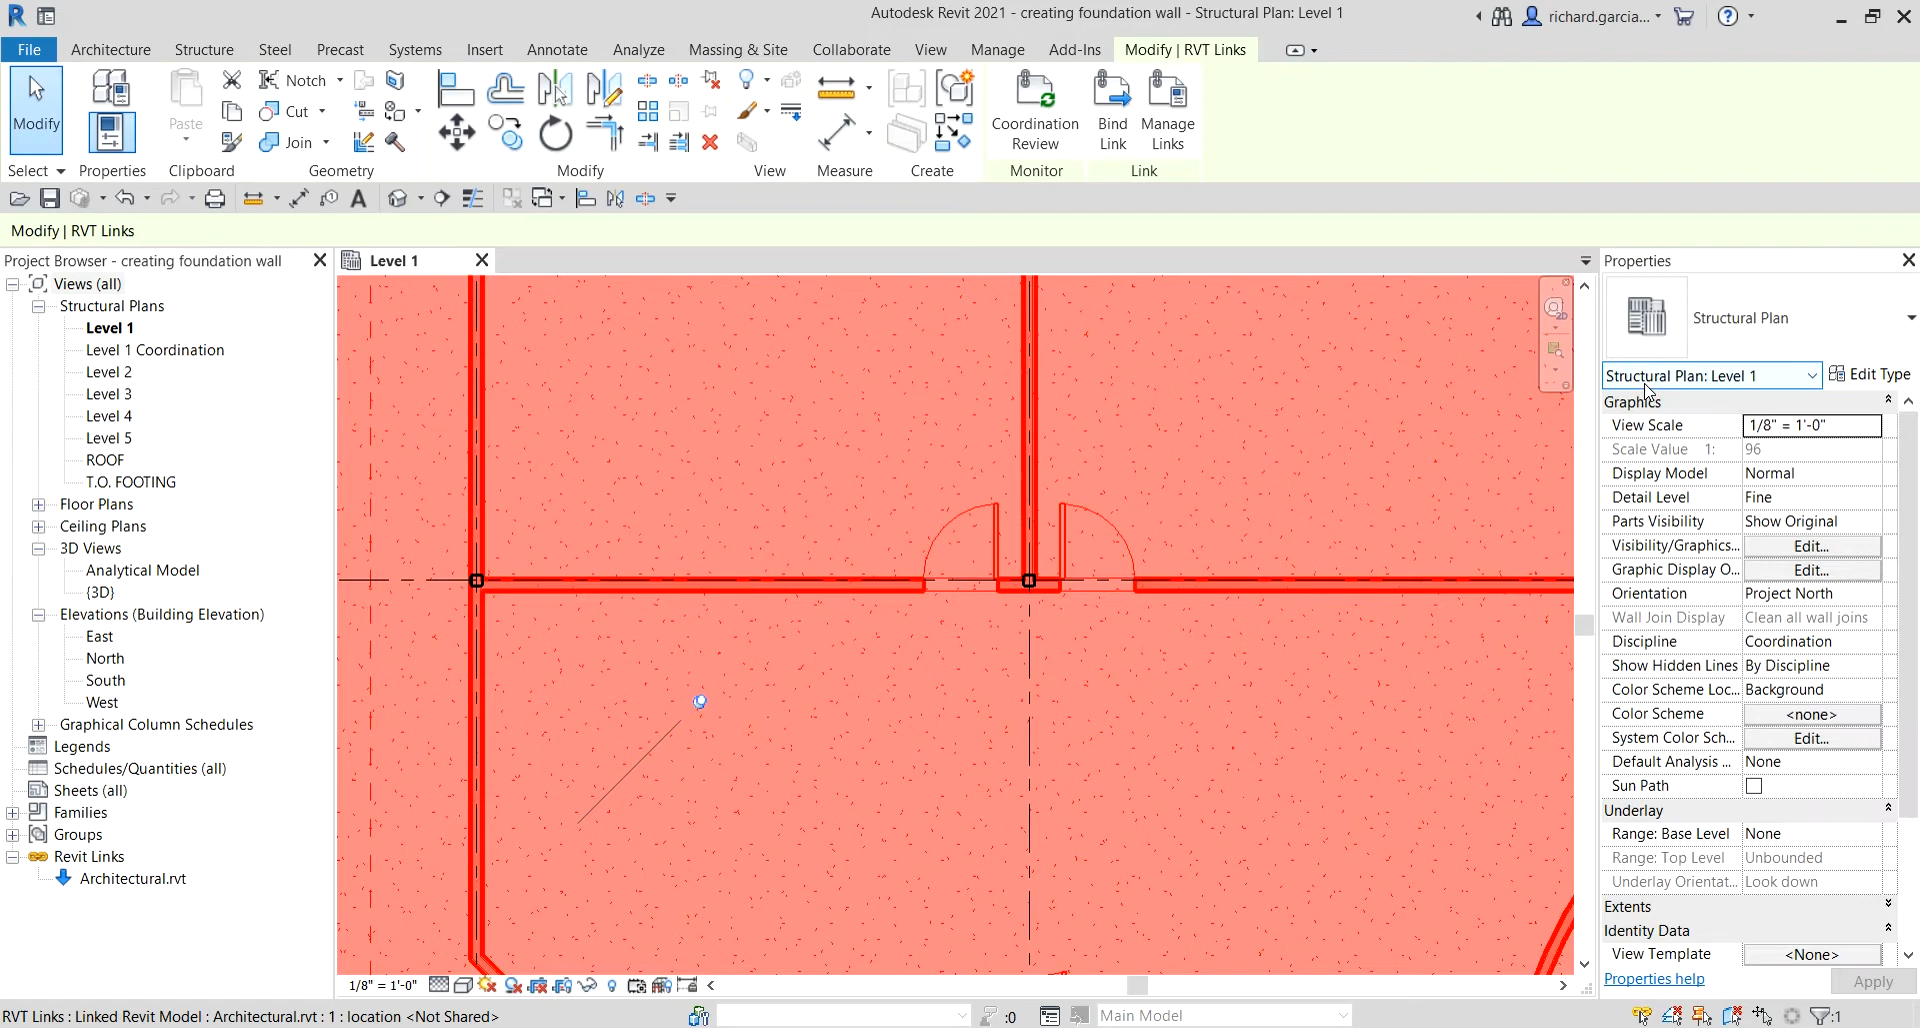 Autodesk Revit 2021 - creating foundation wall - Structural Plan: Level 1
richard.garcia...
File Architecture Structure Steel Precast Systems Insert Annotate Analyze Massing & Site Collaborate View Manage Add-Ins Modify | RVT Links
Modify
Paste
Notch
Cut
Join
Coordination Review
Bind Link
Manage Links
Select Properties Clipboard Geometry Modify View Measure Create Monitor Link
A
Modify | RVT Links
Project Browser - creating foundation wall
Views (all)
Structural Plans
Level 1
Level 1 Coordination
Level 2
Level 3
Level 4
Level 5
ROOF
T.O. FOOTING
Floor Plans
Ceiling Plans
3D Views
Analytical Model
{3D}
Elevations (Building Elevation)
East
North
South
West
Graphical Column Schedules
Legends
Schedules/Quantities (all)
Sheets (all)
Families
Groups
Revit Links
Architectural.rvt
Level 1
2D
Properties
Structural Plan
Structural Plan: Level 1
Edit Type
Graphics
View Scale 1/8" = 1'-0"
Scale Value 1: 96
Display Model Normal
Detail Level Fine
Parts Visibility Show Original
Visibility/Graphics... Edit...
Graphic Display O... Edit...
Orientation Project North
Wall Join Display Clean all wall joins
Discipline Coordination
Show Hidden Lines By Discipline
Color Scheme Loc... Background
Color Scheme <none>
System Color Sch... Edit...
Default Analysis ... None
Sun Path
Underlay
Range: Base Level None
Range: Top Level Unbounded
Underlay Orientat... Look down
Extents
Identity Data
View Template <None>
Properties help
Apply
1/8" = 1'-0"
RVT Links : Linked Revit Model : Architectural.rvt : 1 : location <Not Shared>
:0
Main Model
:1